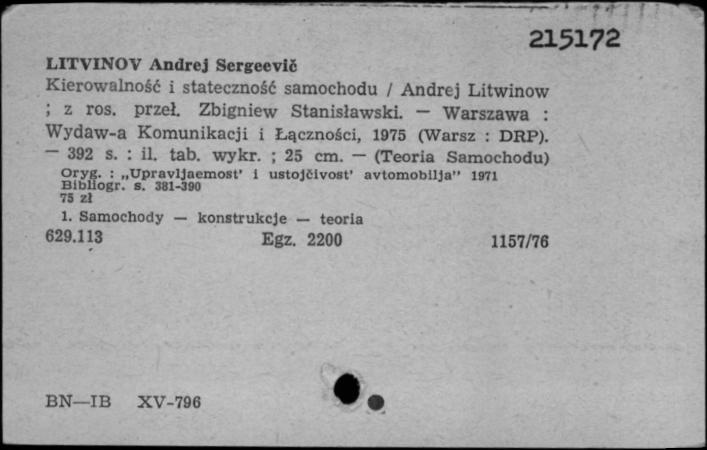 215172
LITVINOV Andrej Sergeevič
Kierowalność i stateczność samochodu / Andrej Litwinow
; z ros. przeł. Zbigniew Stanisławski. — Warszawa :
Wydaw-a Komunikacji i Łączności, 1975 (Warsz : DRP).
— 392 s. : il. tab. wykr. ; 25 cm. — (Teoria Samochodu)
Oryg. : „Upravljaemost' i ustojčivost' avtomobilja" 1971
Bibliogr. s. 381-390
75 zł
1. Samochody — konstrukcje — teoria
629.113 Egz. 2200 1157/76
BN—IB XV-796